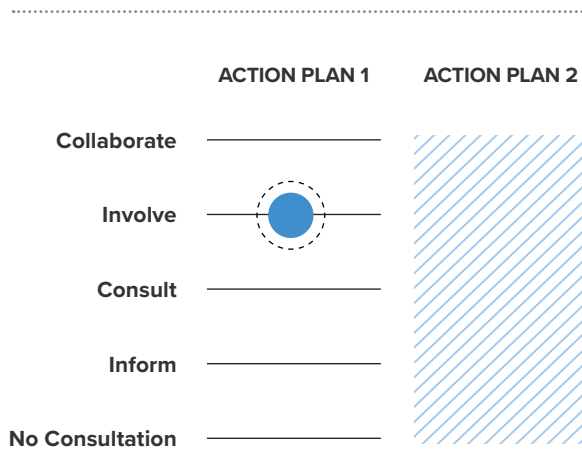 ACTION PLAN 1 ACTION PLAN 2
Collaborate
Involve
Consult
Inform
No Consultation